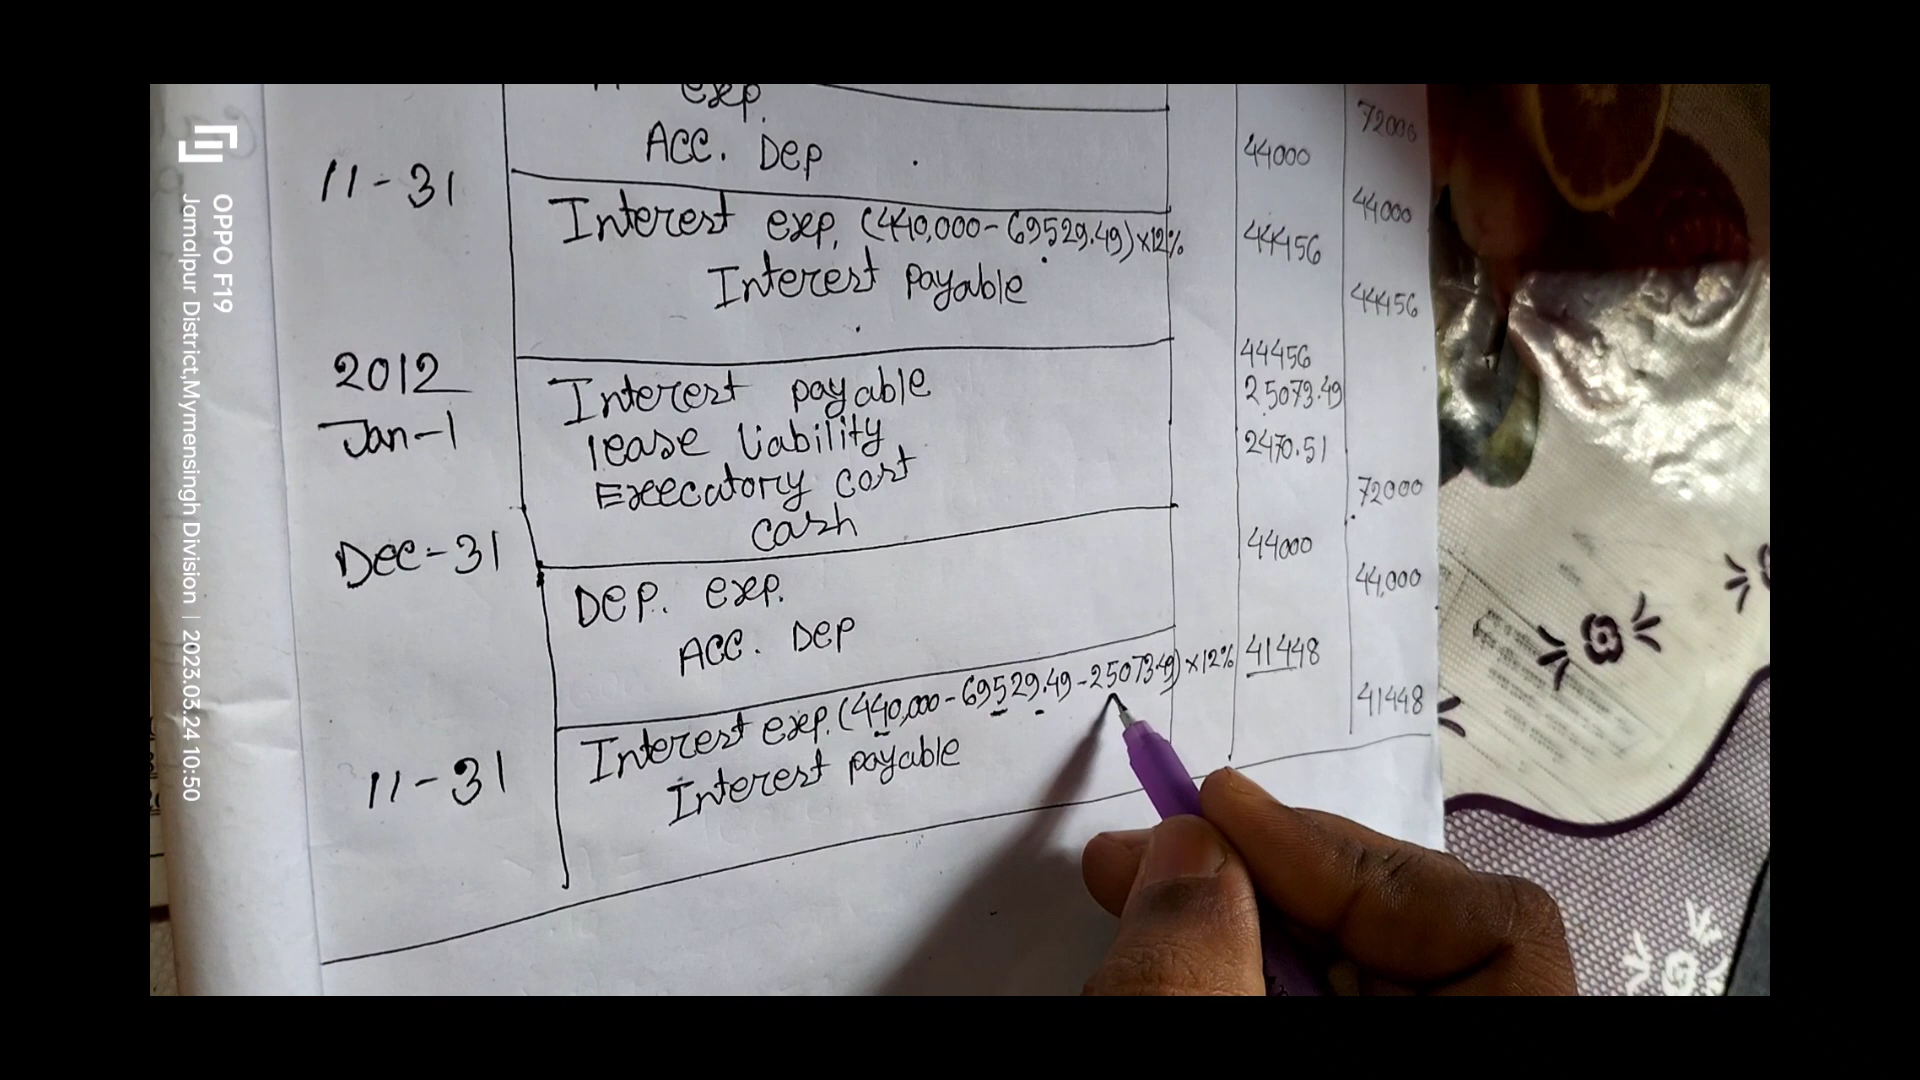 exp.
72000
ACC. Dep
44000
11-31
44000
Interest exp. (440,000-69529.49)×12%
44456
Interest payable
44456
2012
Jan-1
Interest payable
44456
lease liability
25073.49
Execatory cost
2470.51
cash
72000
Dec-31
Dep. exp.
44000
ACC. Dep
44,000
11-31
Interest exp. (440,000-69529.49-25073.49)×12%
41448
Interest payable
41448
OPPO F19
Jamalpur District,Mymensingh Division | 2023.03.24 10:50